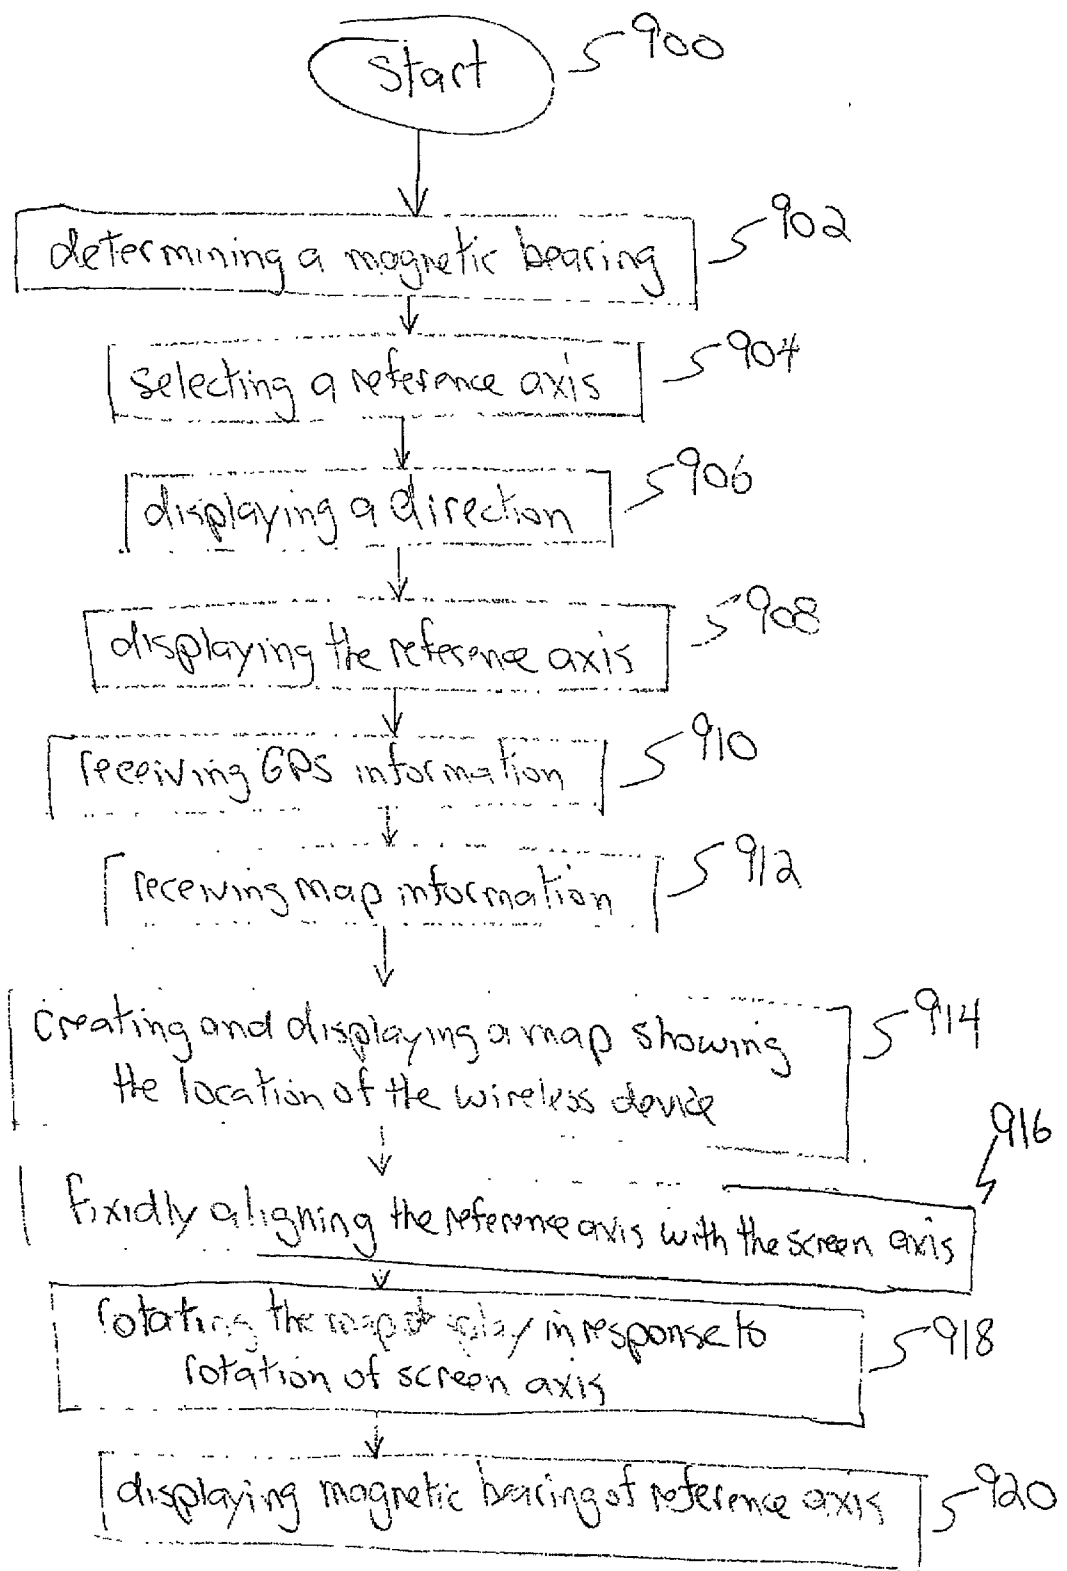 Start
900
determining a magnetic bearing
902
selecting a reference axis
904
displaying a direction
906
displaying the reference axis
908
receiving GPS information
910
receiving map information
912
creating and displaying a map showing
the location of the wireless device
914
fixidly aligning the reference axis with the screen axis
916
rotating the map display in response to
rotation of screen axis
918
displaying magnetic bearing of reference axis
920